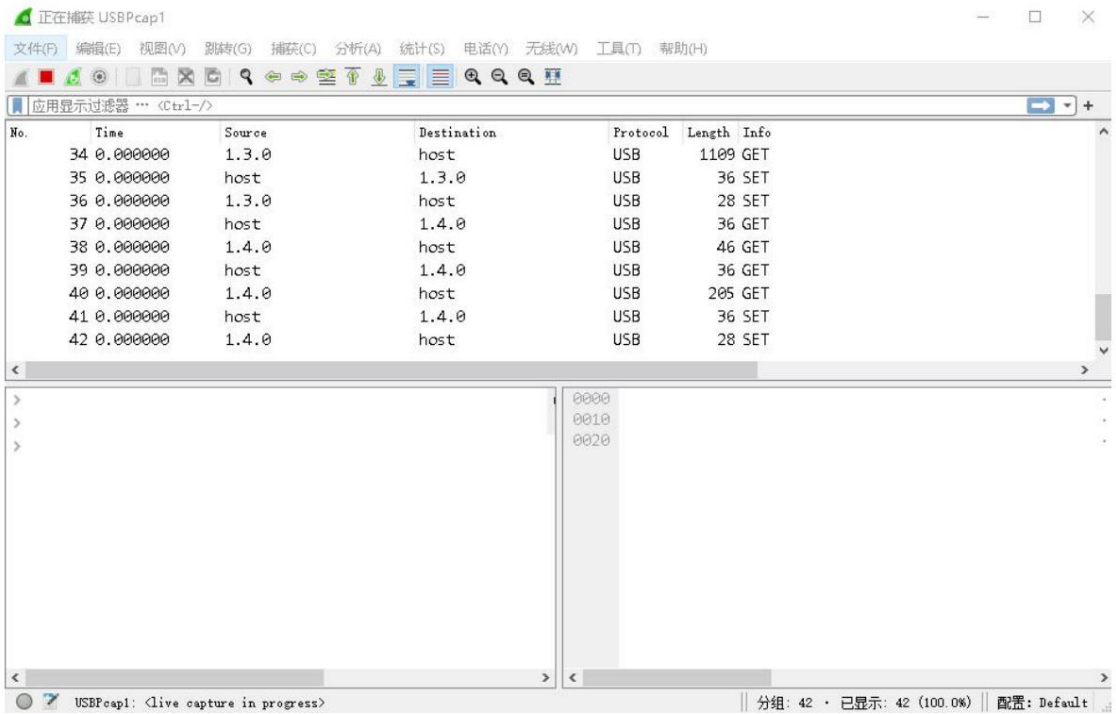 正在捕获 USBPcap1
文件(F) 编辑(E) 视图(V) 跳转(G) 捕获(C) 分析(A) 统计(S) 电话(Y) 无线(W) 工具(T) 帮助(H)
应用显示过滤器 … <Ctrl-/>
No. Time Source Destination Protocol Length Info
34 0.000000 1.3.0 host USB 1109 GET
35 0.000000 host 1.3.0 USB 36 SET
36 0.000000 1.3.0 host USB 28 SET
37 0.000000 host 1.4.0 USB 36 GET
38 0.000000 1.4.0 host USB 46 GET
39 0.000000 host 1.4.0 USB 36 GET
40 0.000000 1.4.0 host USB 205 GET
41 0.000000 host 1.4.0 USB 36 SET
42 0.000000 1.4.0 host USB 28 SET
0000
0010
0020
USBPcap1: <live capture in progress> 分组: 42 · 已显示: 42 (100.0%) 配置: Default